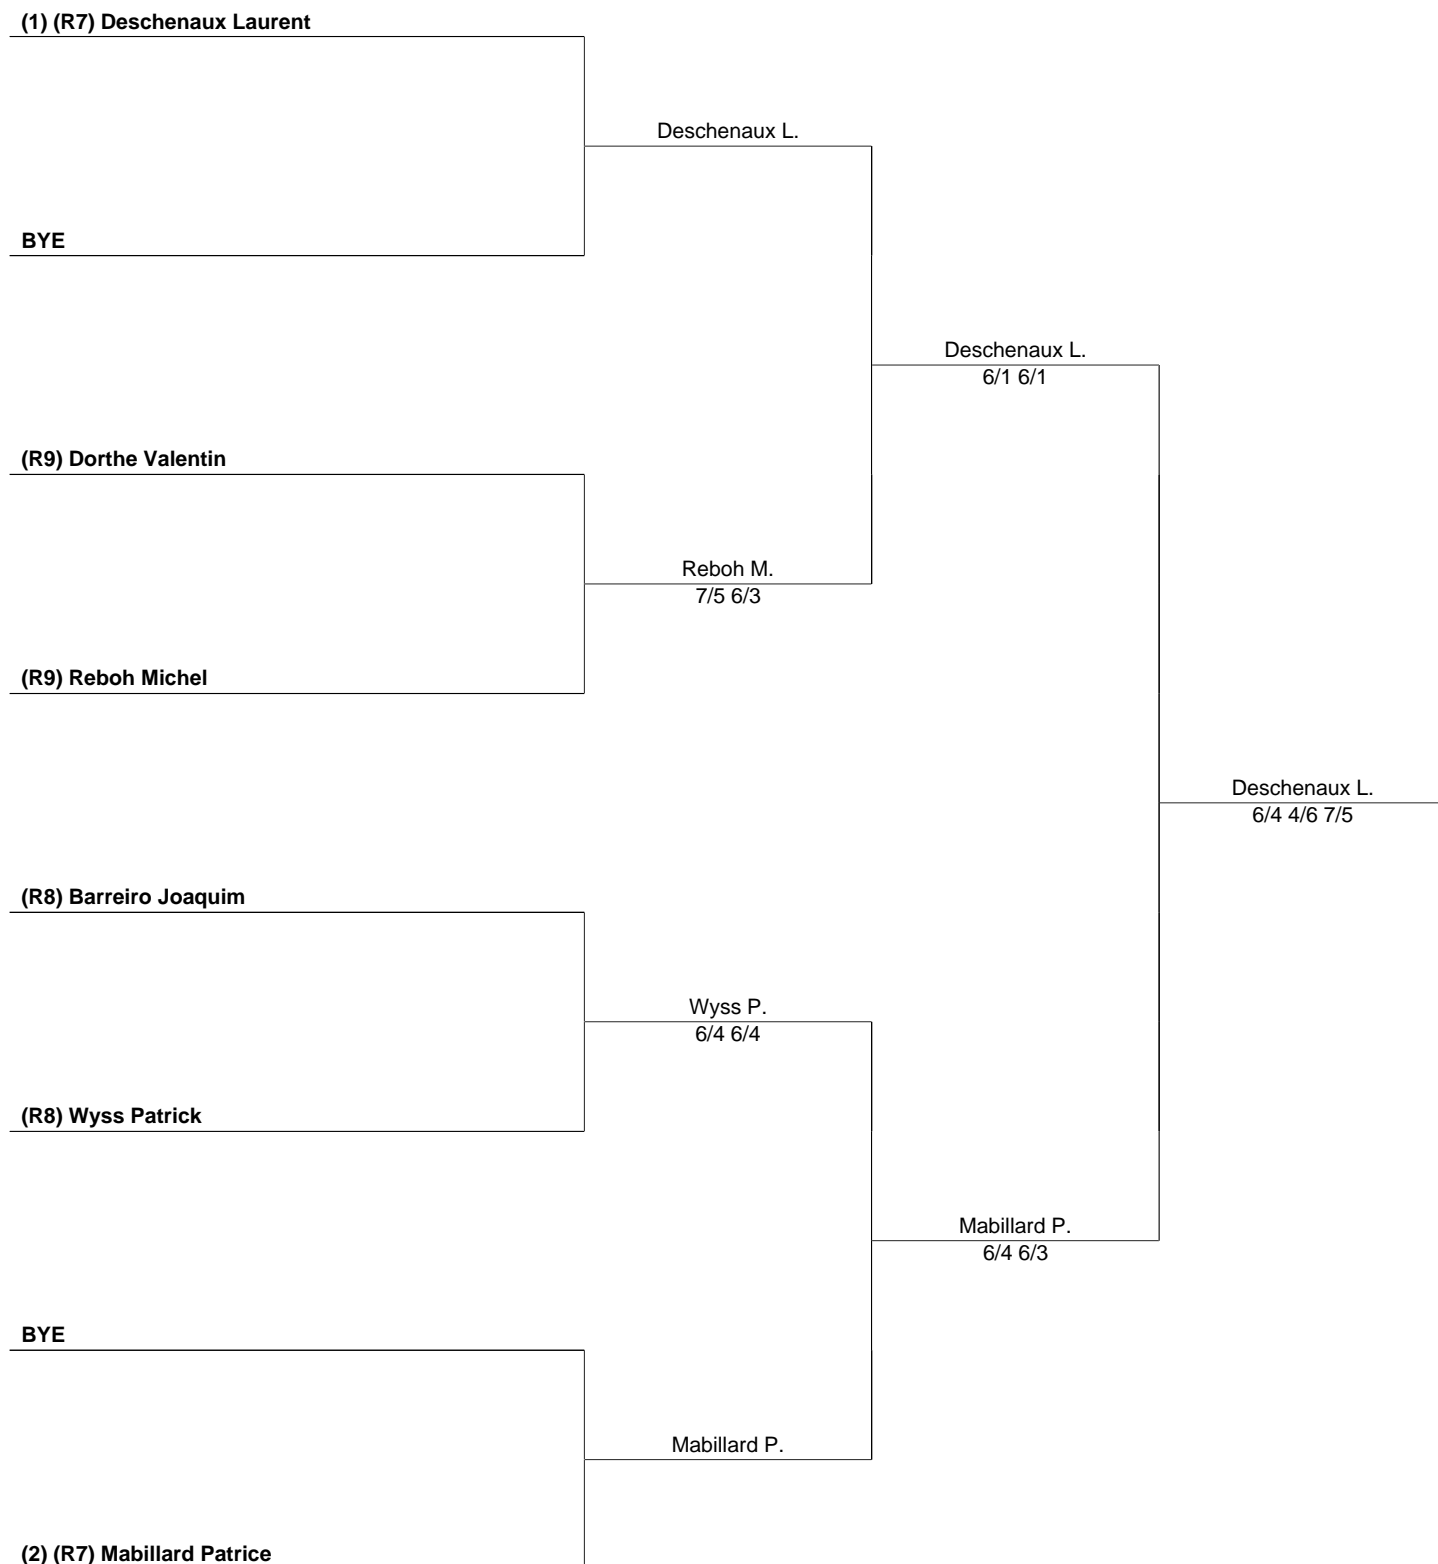 (1) (R7) Deschenaux Laurent
Deschenaux L.
BYE
Deschenaux L.
6/1 6/1
(R9) Dorthe Valentin
Reboh M.
7/5 6/3
(R9) Reboh Michel
Deschenaux L.
6/4 4/6 7/5
(R8) Barreiro Joaquim
Wyss P.
6/4 6/4
(R8) Wyss Patrick
Mabillard P.
6/4 6/3
BYE
Mabillard P.
(2) (R7) Mabillard Patrice